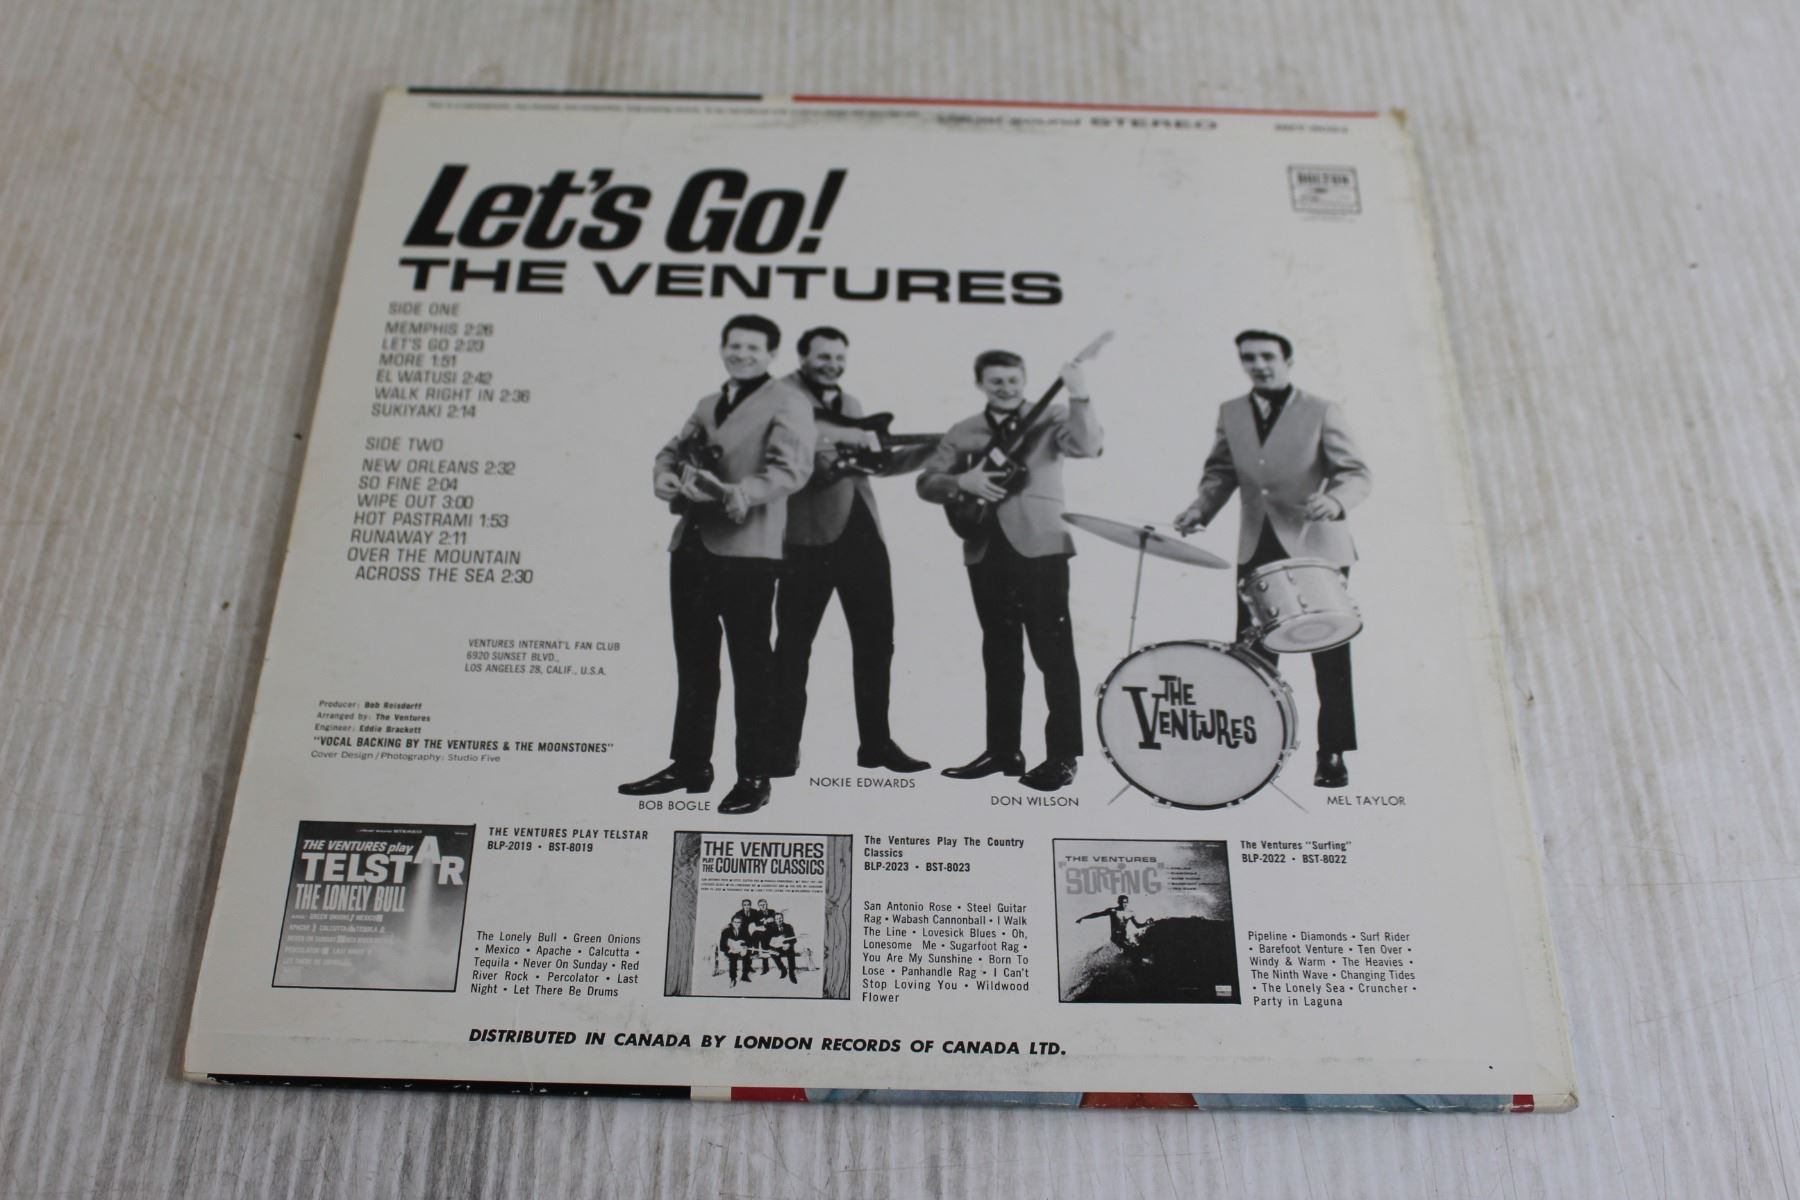 STEREO
Let's Go!
THE VENTURES
DOLTON
SIDE ONE
MEMPHIS 2:26
LET'S GO 2:23
MORE 1:51
EL WATUSI 2:42
WALK RIGHT IN 2:36
SUKIYAKI 2:14
SIDE TWO
NEW ORLEANS 2:32
SO FINE 2:04
WIPE OUT 3:00
HOT PASTRAMI 1:53
RUNAWAY 2:11
OVER THE MOUNTAIN
ACROSS THE SEA 2:30
VENTURES INTERNAT'L FAN CLUB
6920 SUNSET BLVD.,
LOS ANGELES 28, CALIF., U.S.A.
Producer: Bob Reisdorff
Arranged by: The Ventures
Engineer: Eddie Brackett
"VOCAL BACKING BY THE VENTURES & THE MOONSTONES"
Cover Design/Photography: Studio Five
THE
VENTURES
BOB BOGLE
NOKIE EDWARDS
DON WILSON
MEL TAYLOR
STEREO
THE VENTURES play
TELSTAR
THE LONELY BULL
GREEN ONIONS MEXICO
APACHE CALCUTTA TEQUILA
THE VENTURES PLAY TELSTAR
BLP-2019 • BST-8019
The Lonely Bull • Green Onions
• Mexico • Apache • Calcutta •
Tequila • Never On Sunday • Red
River Rock • Percolator • Last
Night • Let There Be Drums
THE VENTURES
PLAY
THE COUNTRY CLASSICS
The Ventures Play The Country
Classics
BLP-2023 • BST-8023
San Antonio Rose • Steel Guitar
Rag • Wabash Cannonball • I Walk
The Line • Lovesick Blues • Oh,
Lonesome Me • Sugarfoot Rag •
You Are My Sunshine • Born To
Lose • Panhandle Rag • I Can't
Stop Loving You • Wildwood
Flower
THE VENTURES
"SURFING"
The Ventures "Surfing"
BLP-2022 • BST-8022
Pipeline • Diamonds • Surf Rider
• Barefoot Venture • Ten Over •
Windy & Warm • The Heavies •
The Ninth Wave • Changing Tides
• The Lonely Sea • Cruncher •
Party in Laguna
DISTRIBUTED IN CANADA BY LONDON RECORDS OF CANADA LTD.